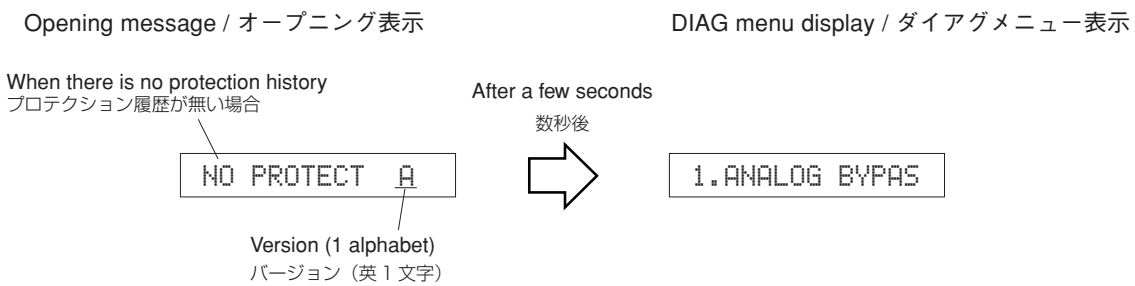 Opening message / オープニング表示
DIAG menu display / ダイアグメニュー表示
When there is no protection history
プロテクション履歴が無い場合
After a few seconds
数秒後
NO PROTECT A
1.ANALOG BYPAS
Version (1 alphabet)
バージョン（英 1 文字）